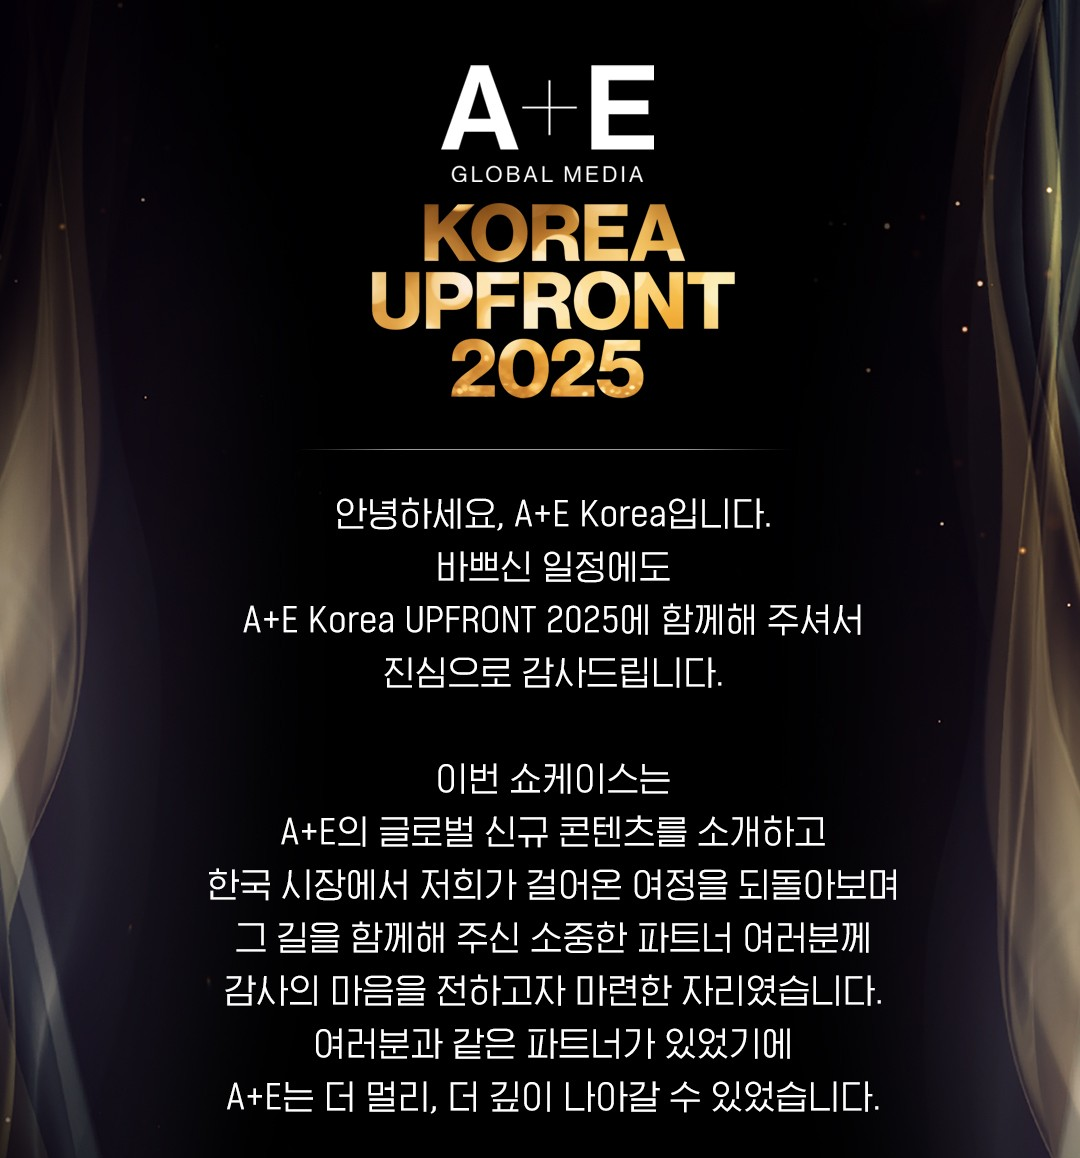 A+E
GLOBAL MEDIA
KOREA
UPFRONT
2025
안녕하세요, A+E Korea입니다.
바쁘신 일정에도
A+E Korea UPFRONT 2025에 함께해 주셔서
진심으로 감사드립니다.
이번 쇼케이스는
A+E의 글로벌 신규 콘텐츠를 소개하고
한국 시장에서 저희가 걸어온 여정을 되돌아보며
그 길을 함께해 주신 소중한 파트너 여러분께
감사의 마음을 전하고자 마련한 자리였습니다.
여러분과 같은 파트너가 있었기에
A+E는 더 멀리, 더 깊이 나아갈 수 있었습니다.